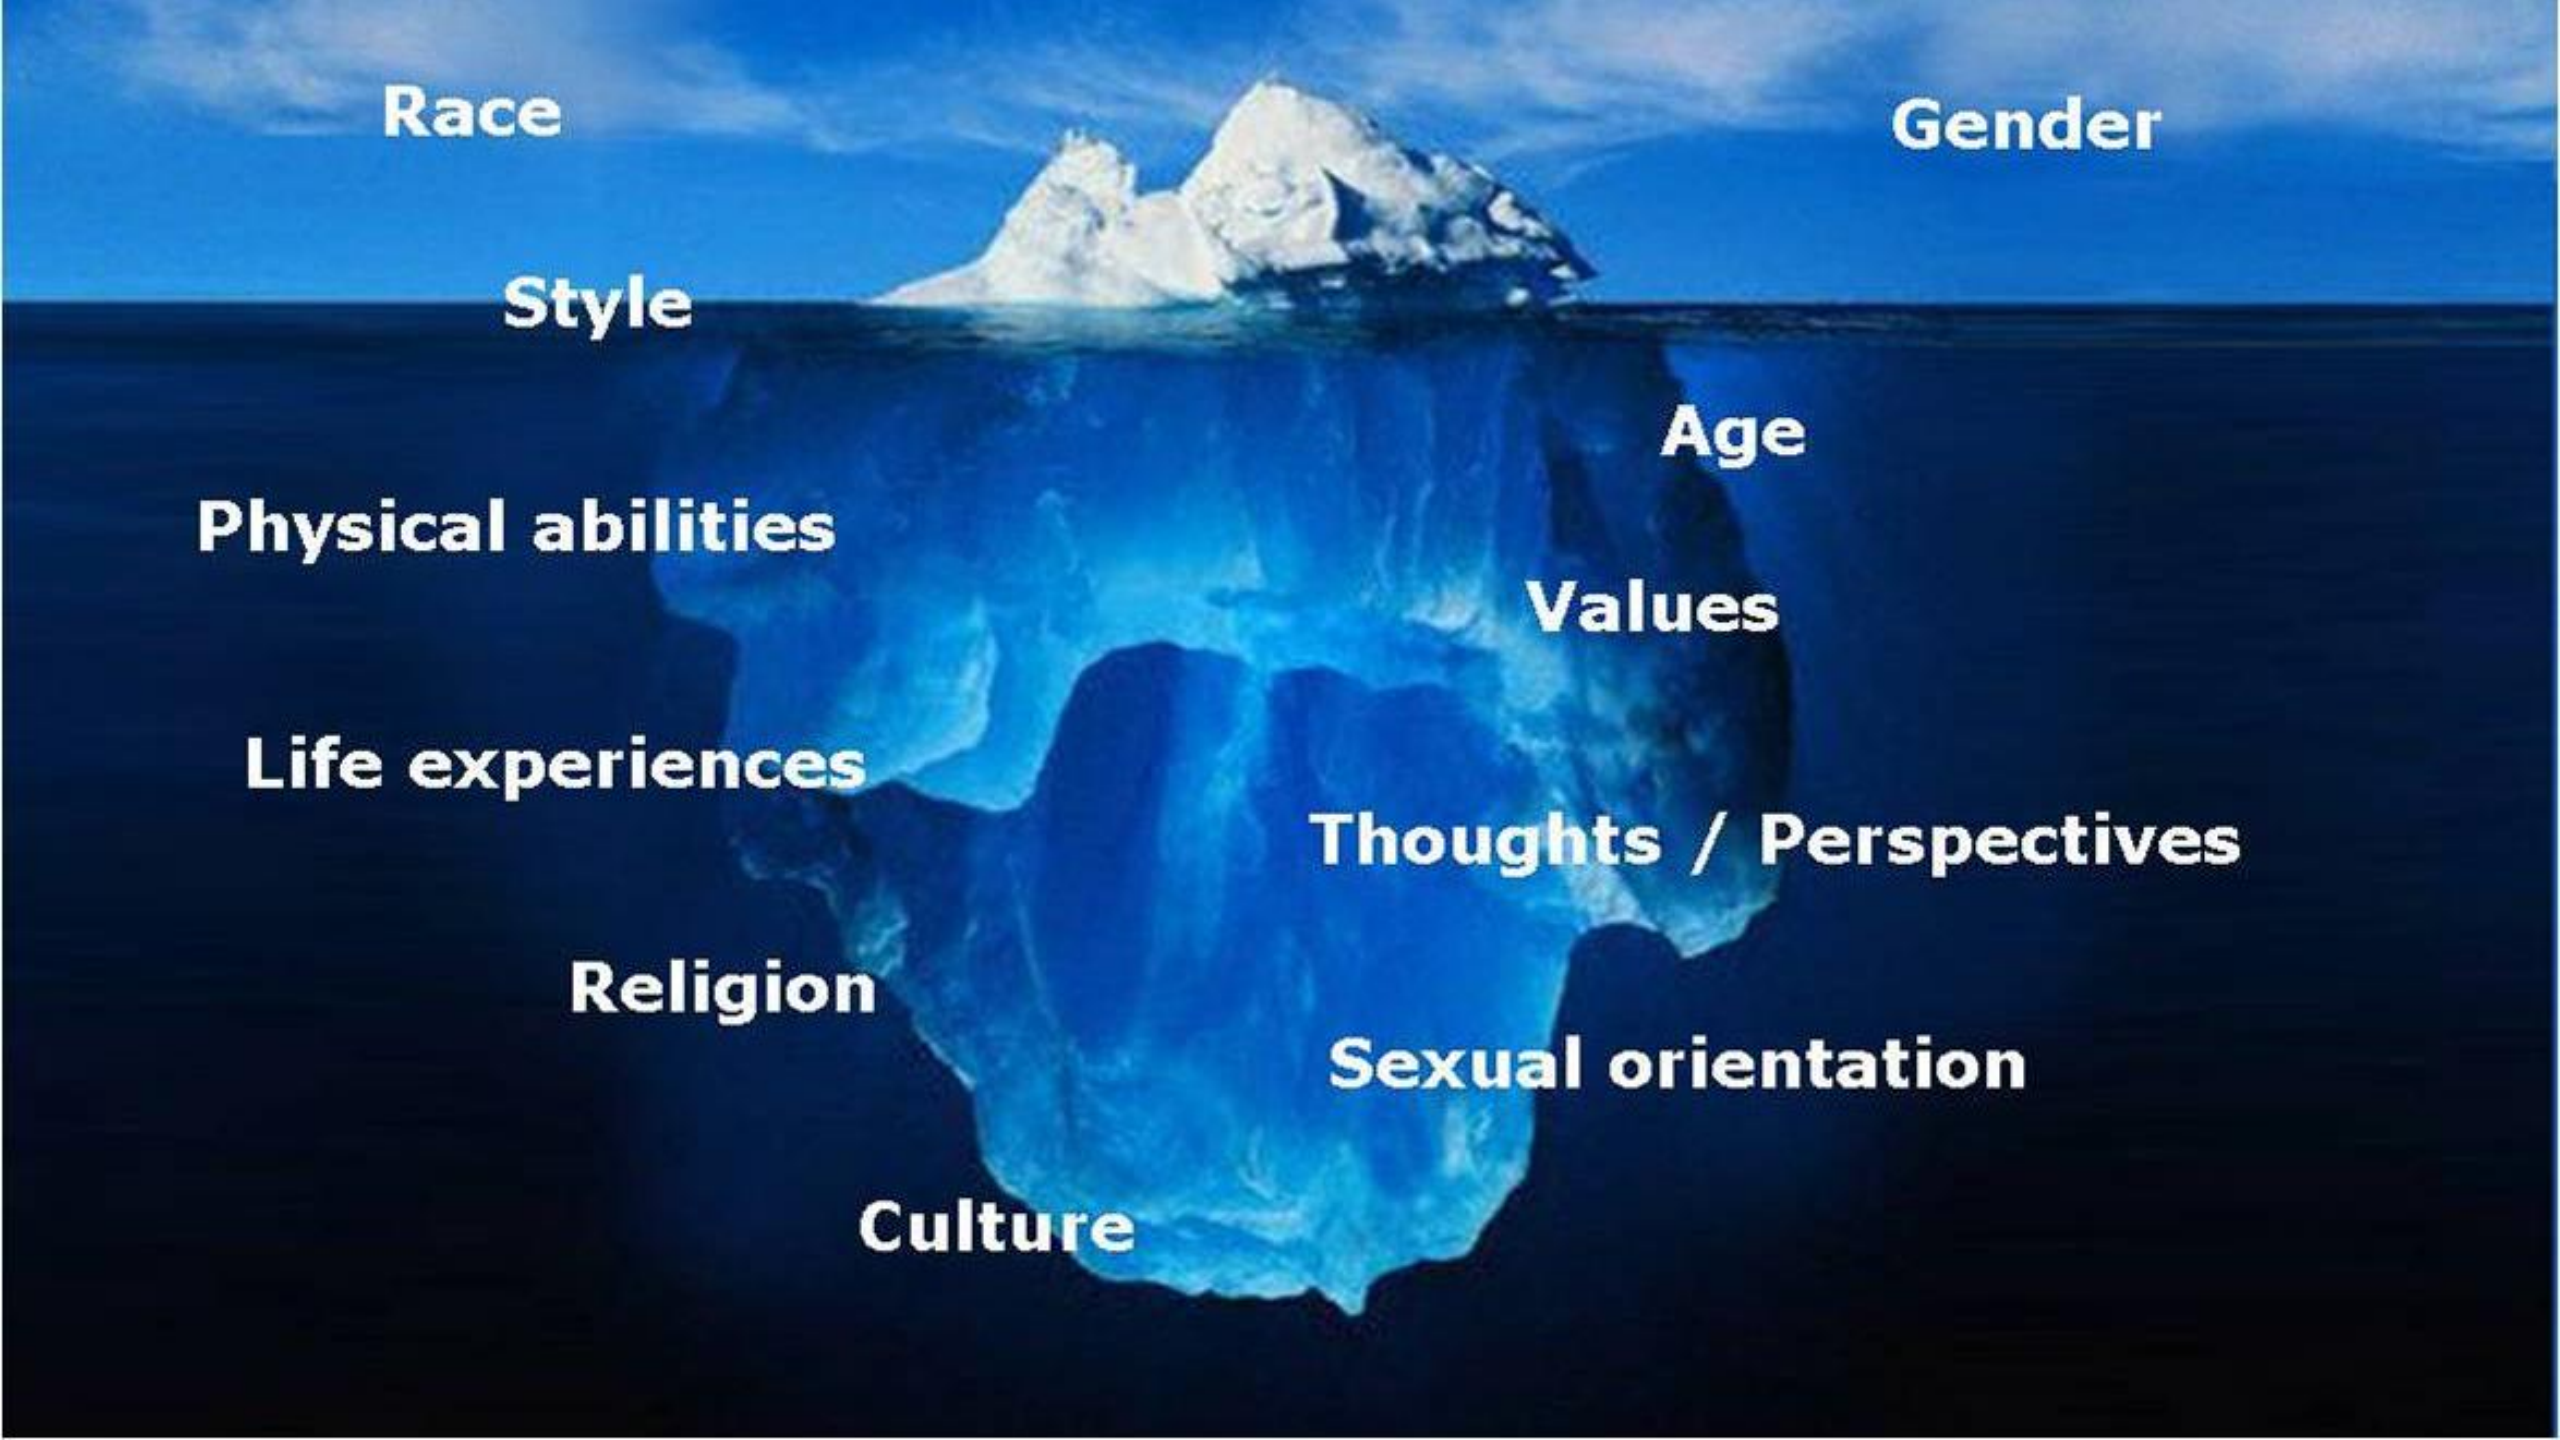 Race
Gender
Style
Age
Physical abilities
Values
Life experiences
Thoughts / Perspectives
Religion
Sexual orientation
Culture